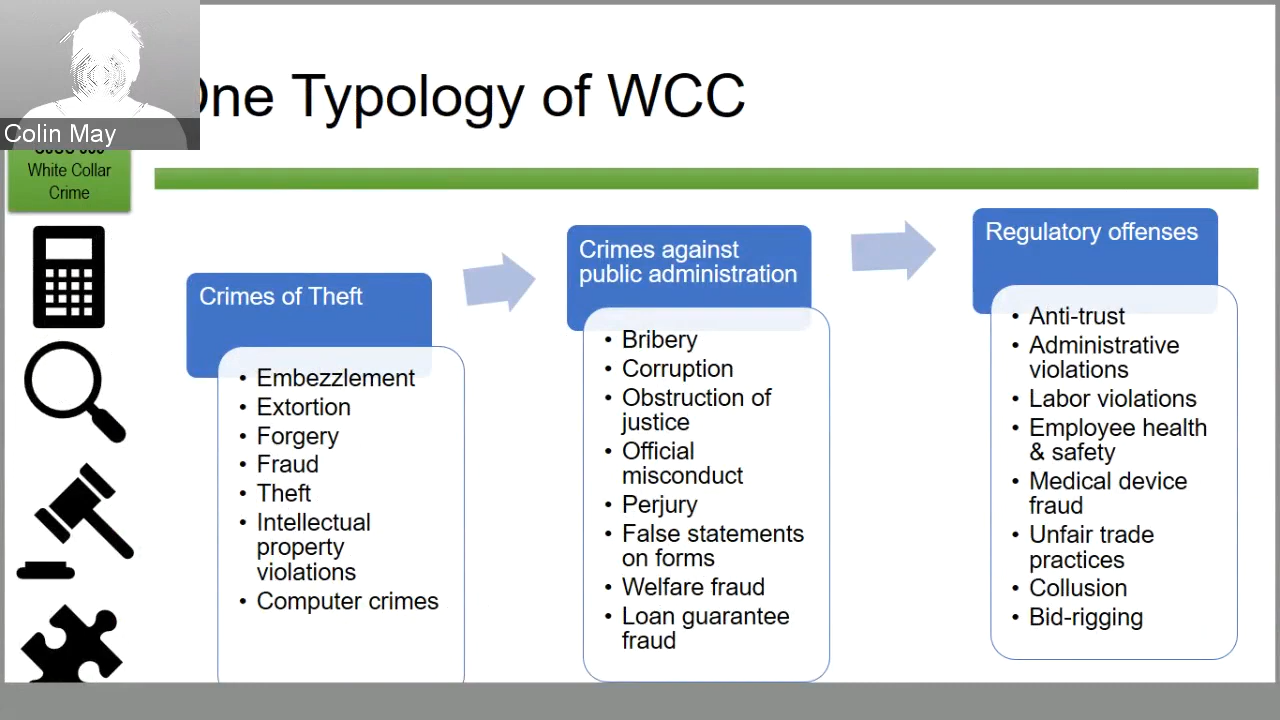 One Typology of WCC
Colin May
White Collar
Crime
Crimes of Theft
• Embezzlement
• Extortion
• Forgery
• Fraud
• Theft
• Intellectual
property
violations
• Computer crimes
Crimes against
public administration
• Bribery
• Corruption
• Obstruction of
justice
• Official
misconduct
• Perjury
• False statements
on forms
• Welfare fraud
• Loan guarantee
fraud
Regulatory offenses
• Anti-trust
• Administrative
violations
• Labor violations
• Employee health
& safety
• Medical device
fraud
• Unfair trade
practices
• Collusion
• Bid-rigging